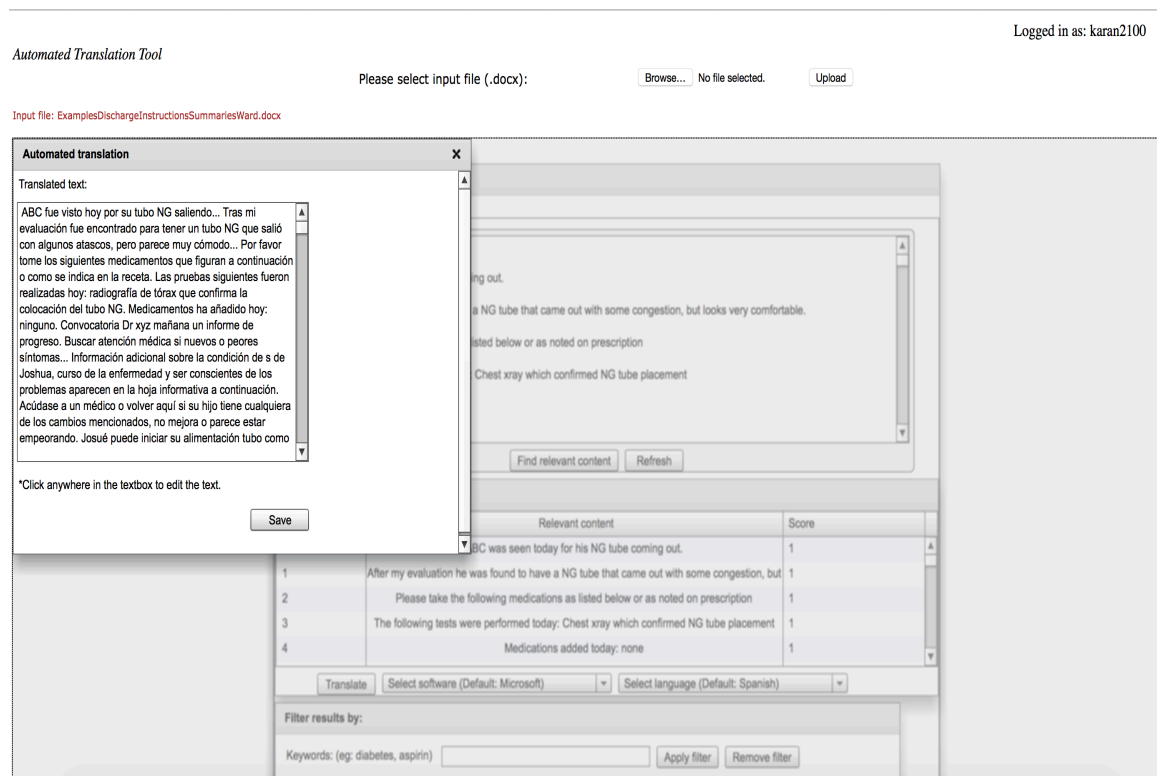 Logged in as: karan2100
Automated Translation Tool
Please select input file (.docx):
Browse... No file selected. Upload
Input file: ExamplesDischargeInstructionsSummariesWard.docx
Automated translation x
Translated text:
ABC fue visto hoy por su tubo NG saliendo... Tras mi
evaluación fue encontrado para tener un tubo NG que salió
con algunos atascos, pero parece muy cómodo... Por favor
tome los siguientes medicamentos que figuran a continuación
o como se indica en la receta. Las pruebas siguientes fueron
realizadas hoy: radiografía de tórax que confirma la
colocación del tubo NG. Medicamentos ha añadido hoy:
ninguno. Convocatoria Dr xyz mañana un informe de
progreso. Buscar atención médica si nuevos o peores
síntomas... Información adicional sobre la condición de s de
Joshua, curso de la enfermedad y ser conscientes de los
problemas aparecen en la hoja informativa a continuación.
Acúdase a un médico o volver aquí si su hijo tiene cualquiera
de los cambios mencionados, no mejora o parece estar
empeorando. Josué puede iniciar su alimentación tubo como
*Click anywhere in the textbox to edit the text.
Save
ing out.
a NG tube that came out with some congestion, but looks very comfortable.
isted below or as noted on prescription
Chest xray which confirmed NG tube placement
Find relevant content Refresh
Relevant content Score
BC was seen today for his NG tube coming out. 1
1 After my evaluation he was found to have a NG tube that came out with some congestion, but 1
2 Please take the following medications as listed below or as noted on prescription 1
3 The following tests were performed today: Chest xray which confirmed NG tube placement 1
4 Medications added today: none 1
Translate Select software (Default: Microsoft) Select language (Default: Spanish)
Filter results by:
Keywords: (eg: diabetes, aspirin) Apply filter Remove filter